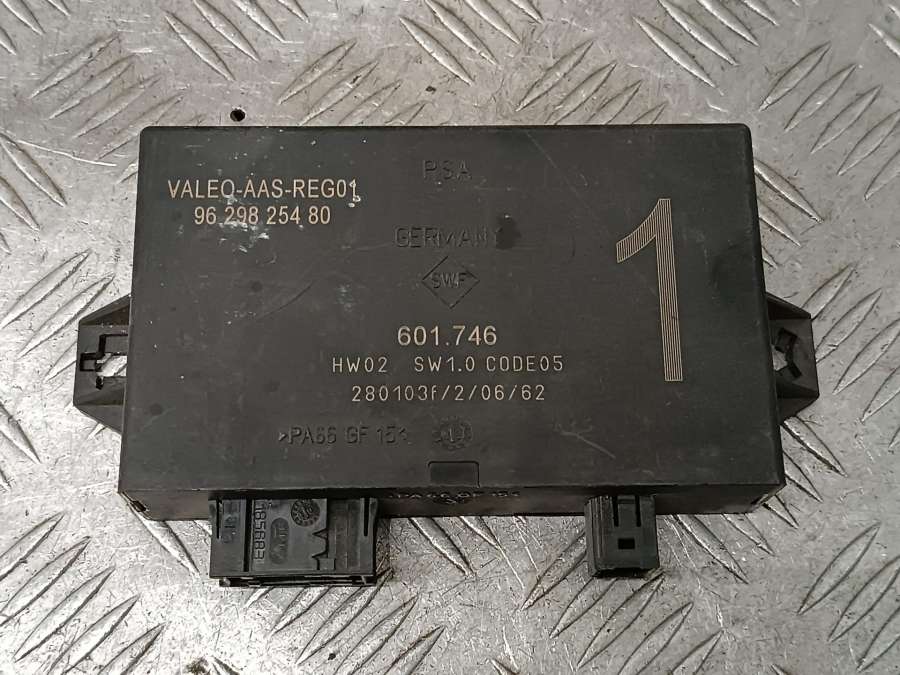 PSA
VALEO-AAS-REG01
96 298 254 80
GERMANY
SWF
1
601.746
HW02 SW1.0 CODE05
280103f/2/06/62
>PA66 GF 15<